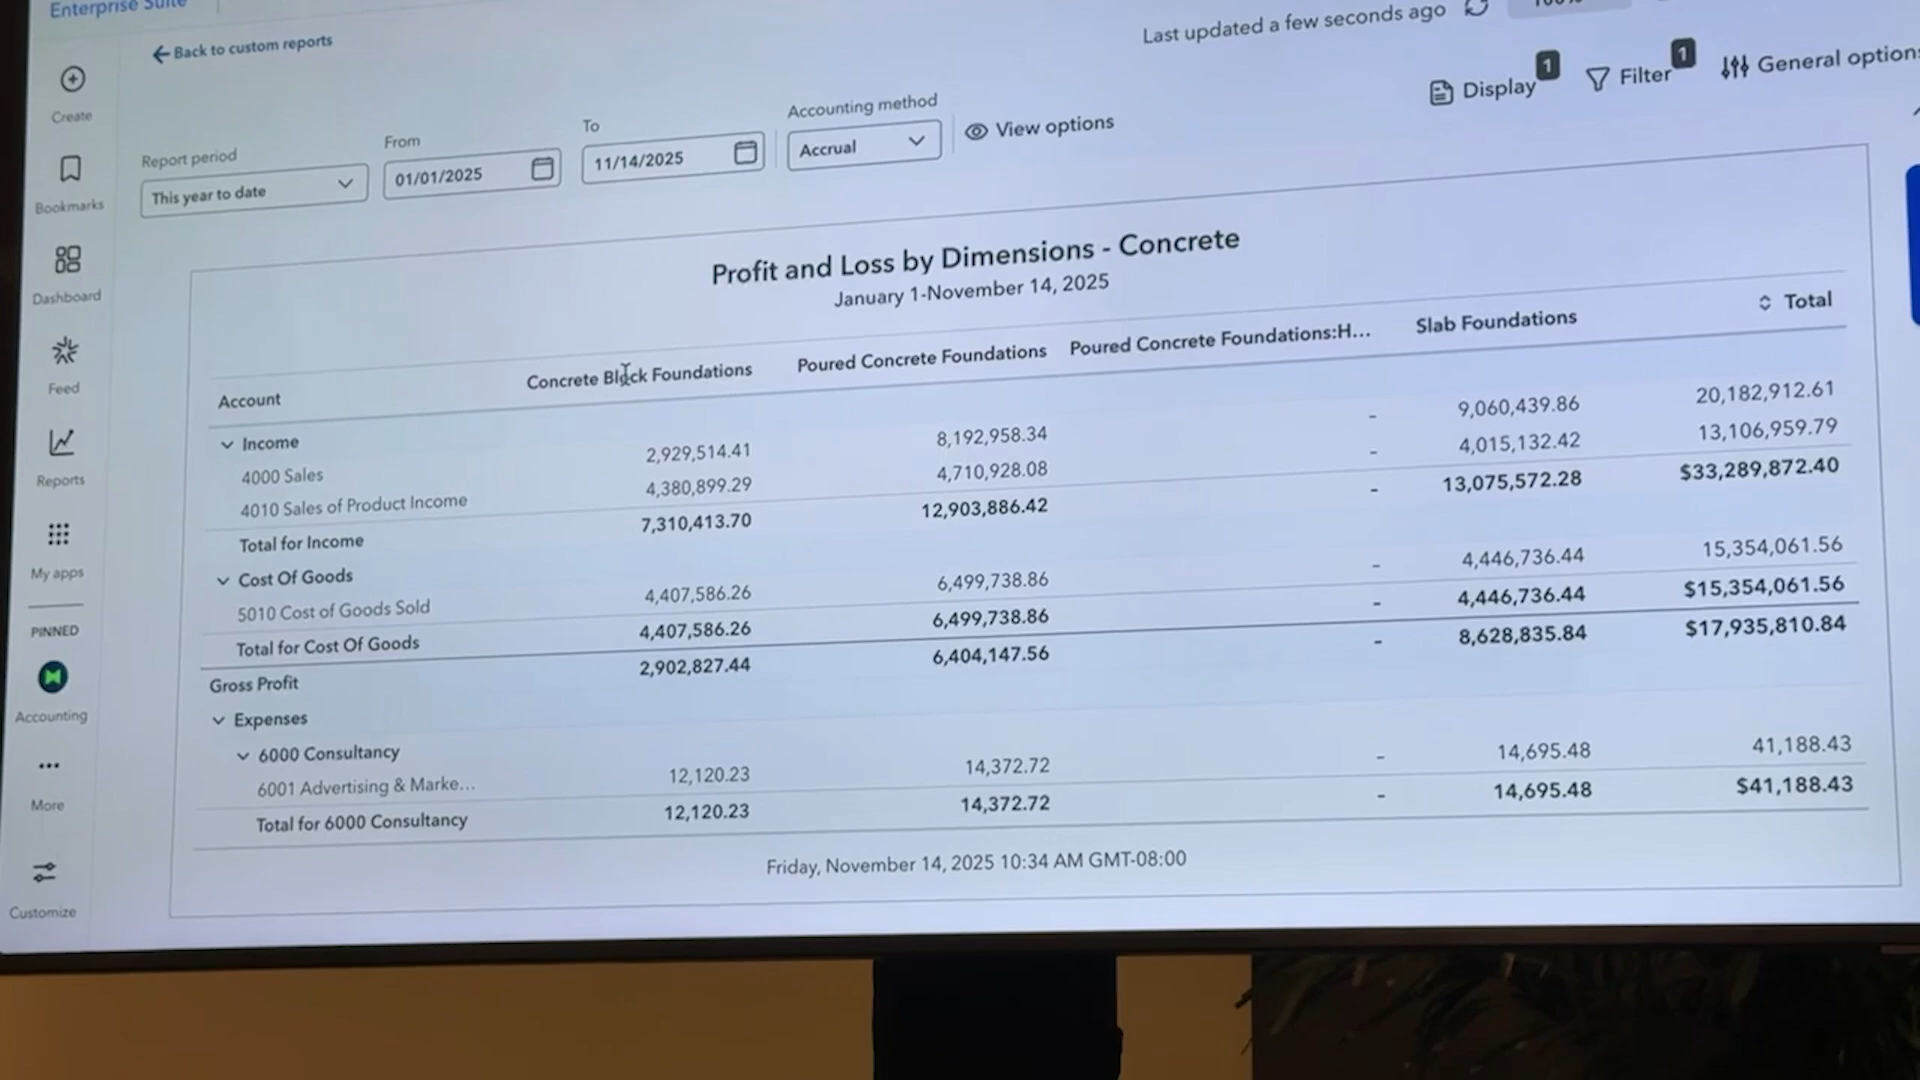 Enterprise Suite
Back to custom reports
Last updated a few seconds ago
Create
Bookmarks
Dashboard
Feed
Reports
My apps
PINNED
Accounting
More
Customize
Report period
This year to date
From
01/01/2025
To
11/14/2025
Accounting method
Accrual
View options
Display 1
Filter 1
General options
Profit and Loss by Dimensions - Concrete
January 1-November 14, 2025
Account Concrete Block Foundations Poured Concrete Foundations Poured Concrete Foundations:H... Slab Foundations Total
Income
4000 Sales 2,929,514.41 8,192,958.34 - 9,060,439.86 20,182,912.61
4010 Sales of Product Income 4,380,899.29 4,710,928.08 - 4,015,132.42 13,106,959.79
Total for Income 7,310,413.70 12,903,886.42 - 13,075,572.28 $33,289,872.40
Cost Of Goods
5010 Cost of Goods Sold 4,407,586.26 6,499,738.86 - 4,446,736.44 15,354,061.56
Total for Cost Of Goods 4,407,586.26 6,499,738.86 - 4,446,736.44 $15,354,061.56
Gross Profit 2,902,827.44 6,404,147.56 - 8,628,835.84 $17,935,810.84
Expenses
6000 Consultancy
6001 Advertising & Marke... 12,120.23 14,372.72 - 14,695.48 41,188.43
Total for 6000 Consultancy 12,120.23 14,372.72 - 14,695.48 $41,188.43
Friday, November 14, 2025 10:34 AM GMT-08:00